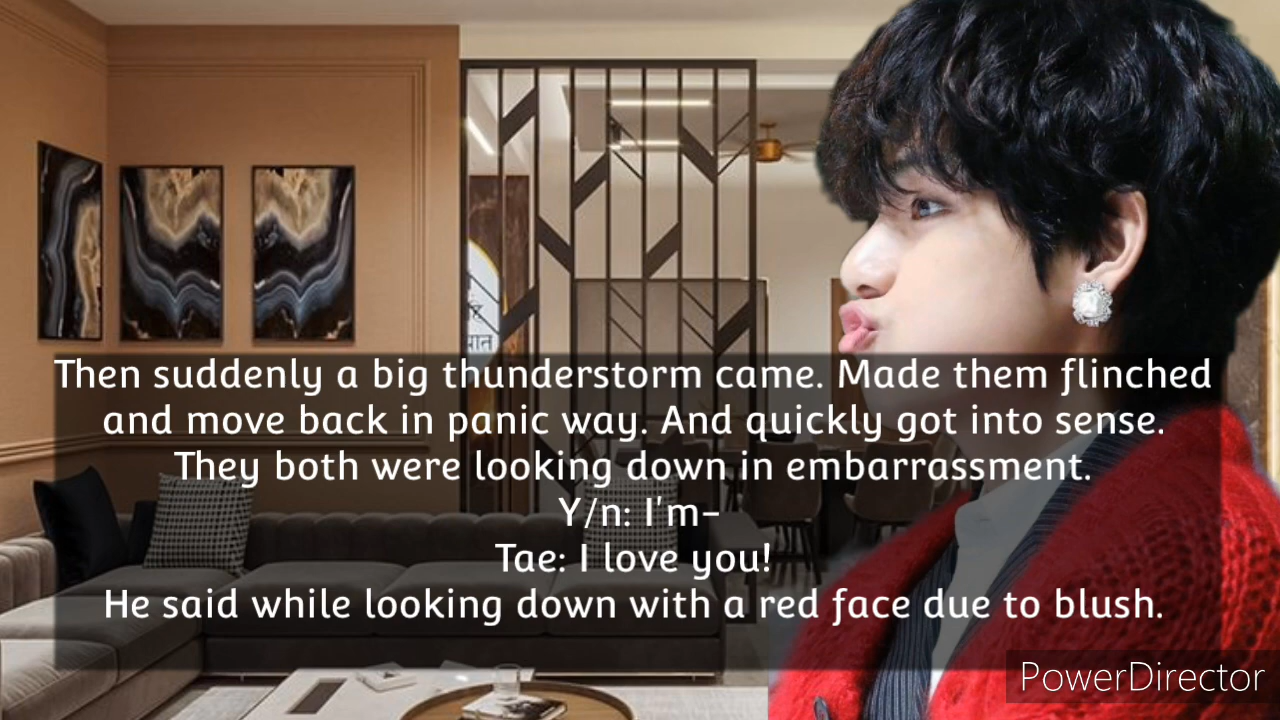 Then suddenly a big thunderstorm came. Made them flinched
and move back in panic way. And quickly got into sense.
They both were looking down in embarrassment.
Y/n: I'm-
Tae: I love you!
He said while looking down with a red face due to blush.
PowerDirector